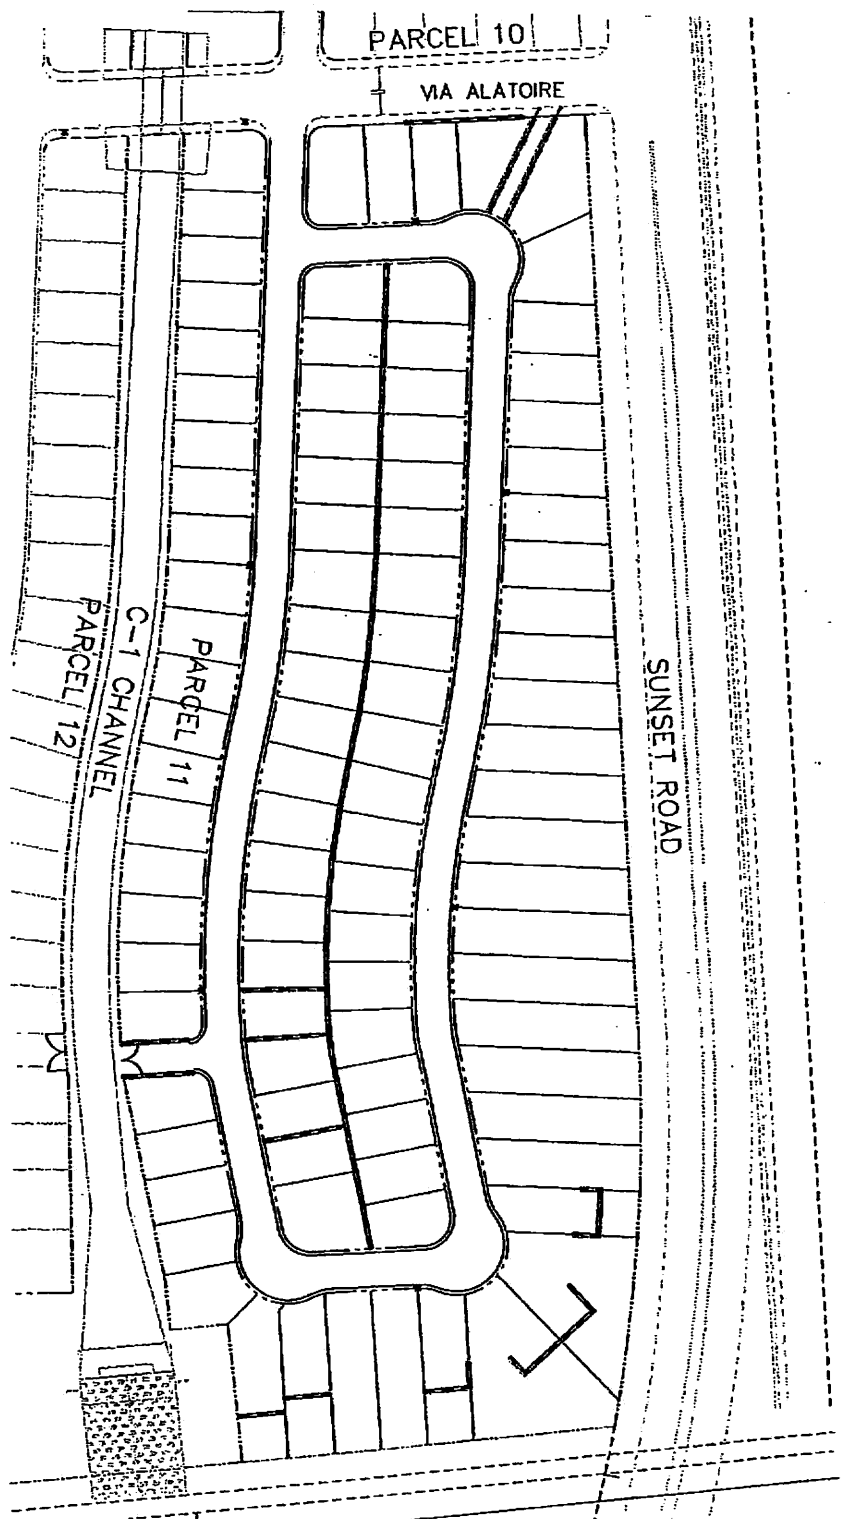 PARCEL 10
VIA ALATOIRE
C-1 CHANNEL
PARCEL 12
PARCEL 11
SUNSET ROAD